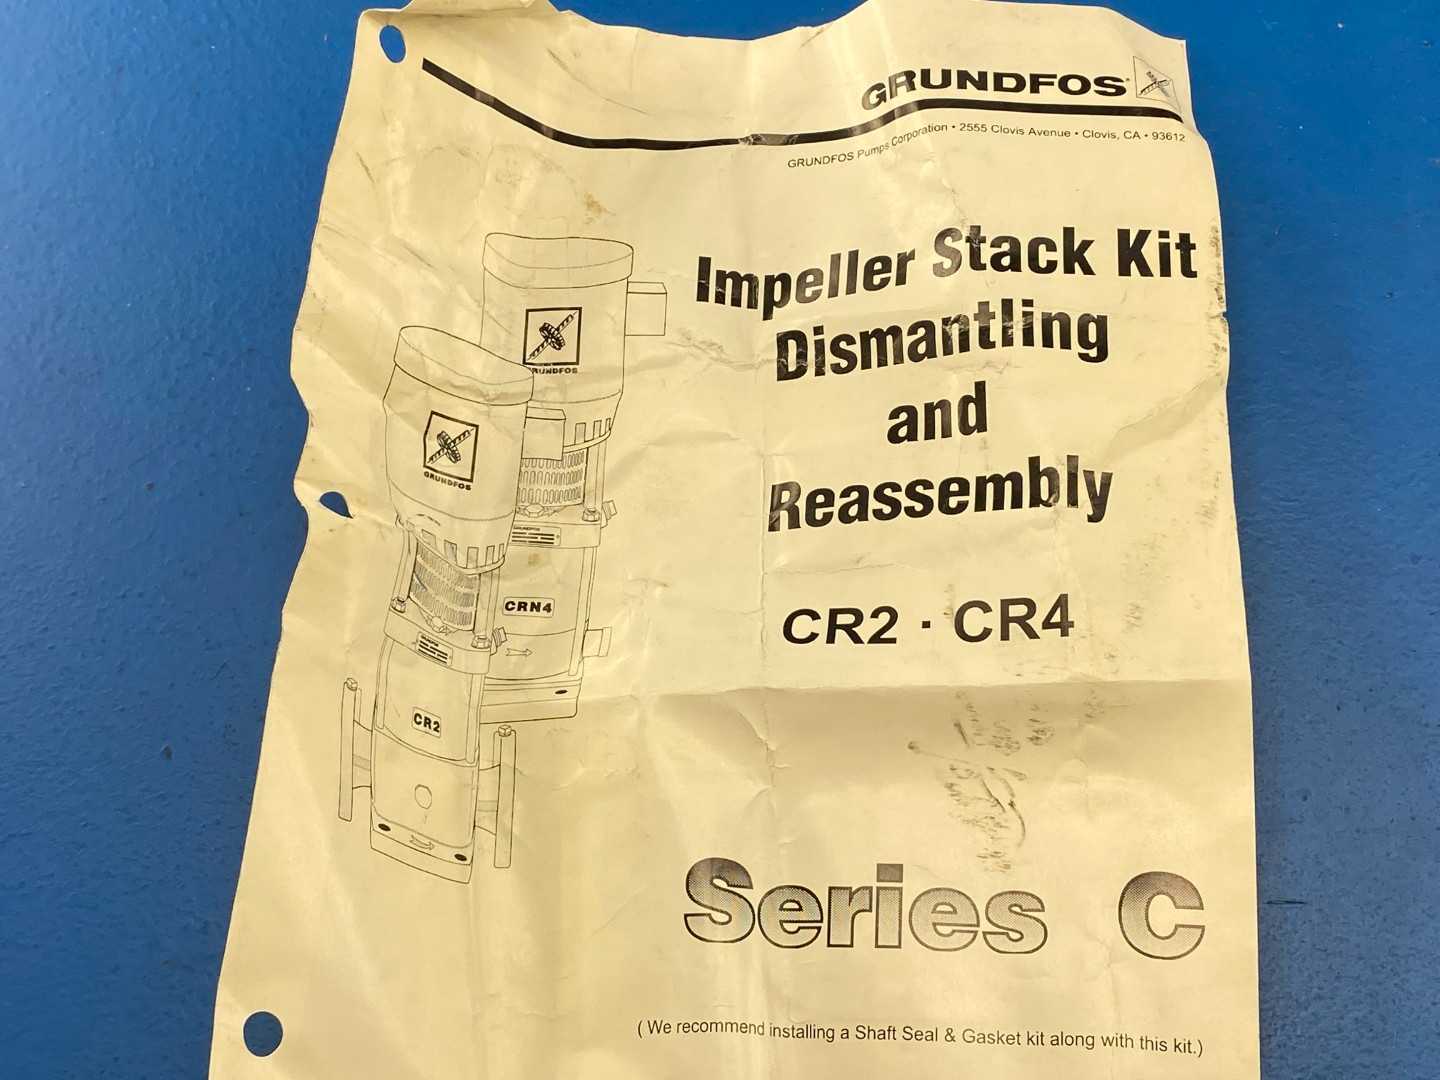 GRUNDFOS
GRUNDFOS Pumps Corporation • 2555 Clovis Avenue • Clovis, CA • 93612
Impeller Stack Kit
Dismantling
and
Reassembly
CR2 · CR4
GRUNDFOS
GRUNDFOS
CRN4
CR2
Series C
( We recommend installing a Shaft Seal & Gasket kit along with this kit.)